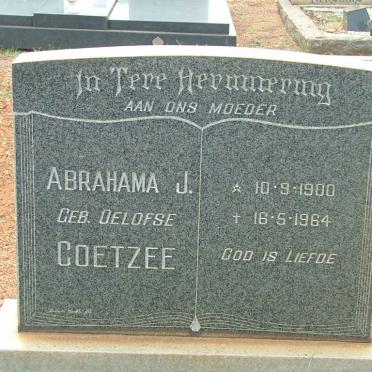 In Tere Herinnering
AAN ONS MOEDER
ABRAHAMA J.
GEB. OELOFSE
COETZEE
☆ 10-9-1900
✝ 16-5-1964
GOD IS LIEFDE